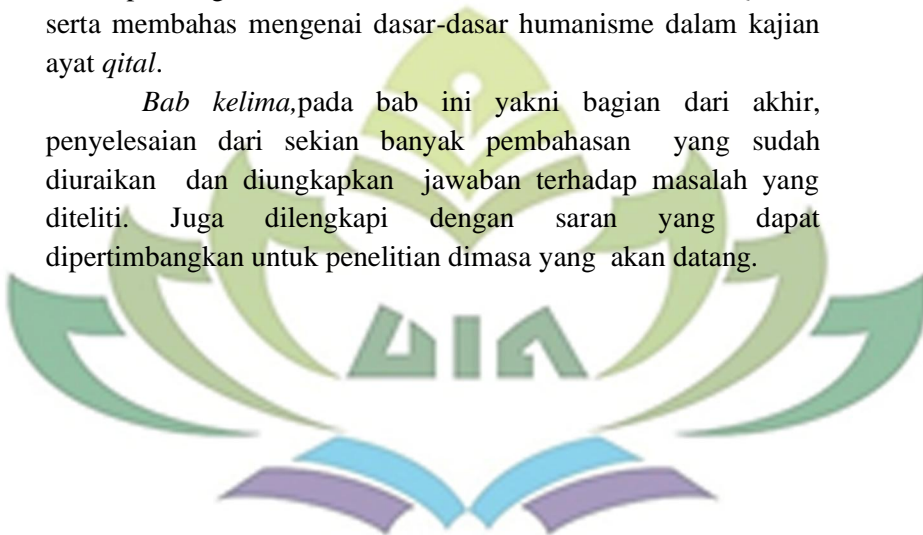 serta membahas mengenai dasar-dasar humanisme dalam kajian
ayat qital.
Bab kelima,pada bab ini yakni bagian dari akhir,
penyelesaian dari sekian banyak pembahasan yang sudah
diuraikan dan diungkapkan jawaban terhadap masalah yang
diteliti. Juga dilengkapi dengan saran yang dapat
dipertimbangkan untuk penelitian dimasa yang akan datang.
UIN